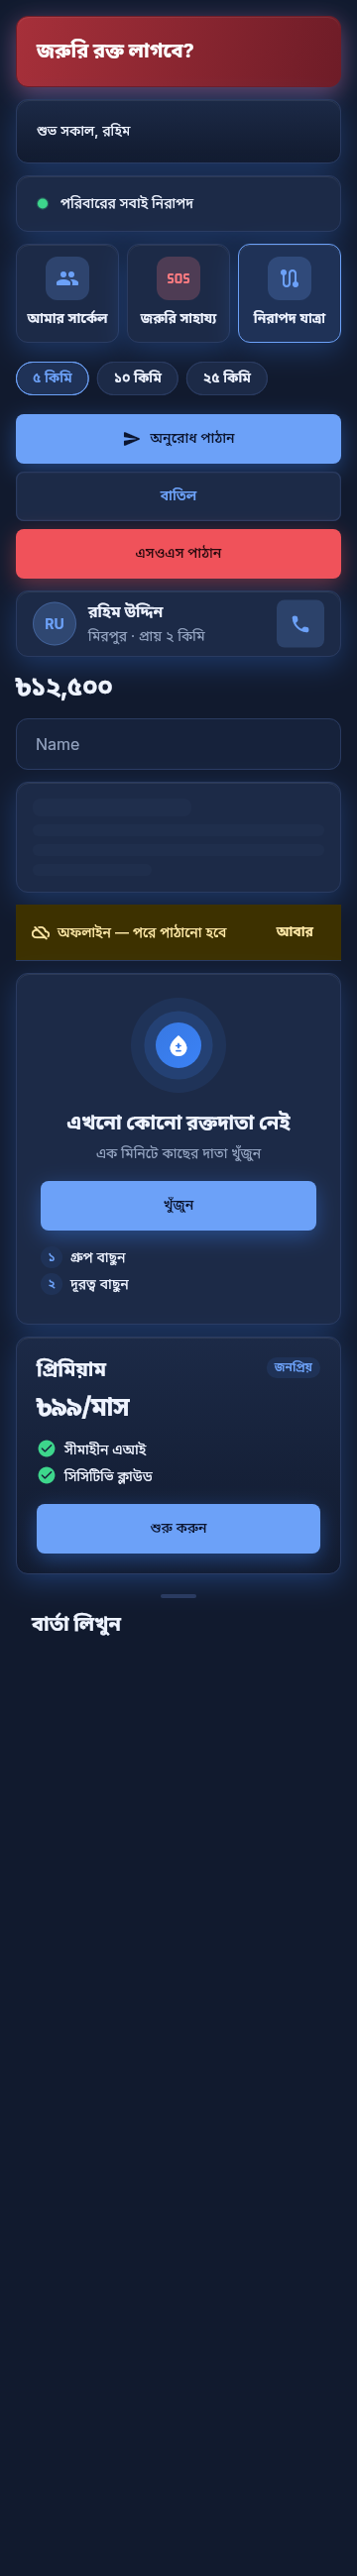 জরুরি রক্ত লাগবে?
শুভ সকাল, রহিম
পরিবারের সবাই নিরাপদ
আমার সার্কেল
SOS
জরুরি সাহায্য
নিরাপদ যাত্রা
৫ কিমি
১০ কিমি
২৫ কিমি
অনুরোধ পাঠান
বাতিল
এসওএস পাঠান
RU
রহিম উদ্দিন
মিরপুর · প্রায় ২ কিমি
৳১২,৫০০
Name
অফলাইন — পরে পাঠানো হবে
আবার
এখনো কোনো রক্তদাতা নেই
এক মিনিটে কাছের দাতা খুঁজুন
খুঁজুন
১ গ্রুপ বাছুন
২ দূরত্ব বাছুন
প্রিমিয়াম
জনপ্রিয়
৳৯৯/মাস
সীমাহীন এআই
সিসিটিভি ক্লাউড
শুরু করুন
বার্তা লিখুন